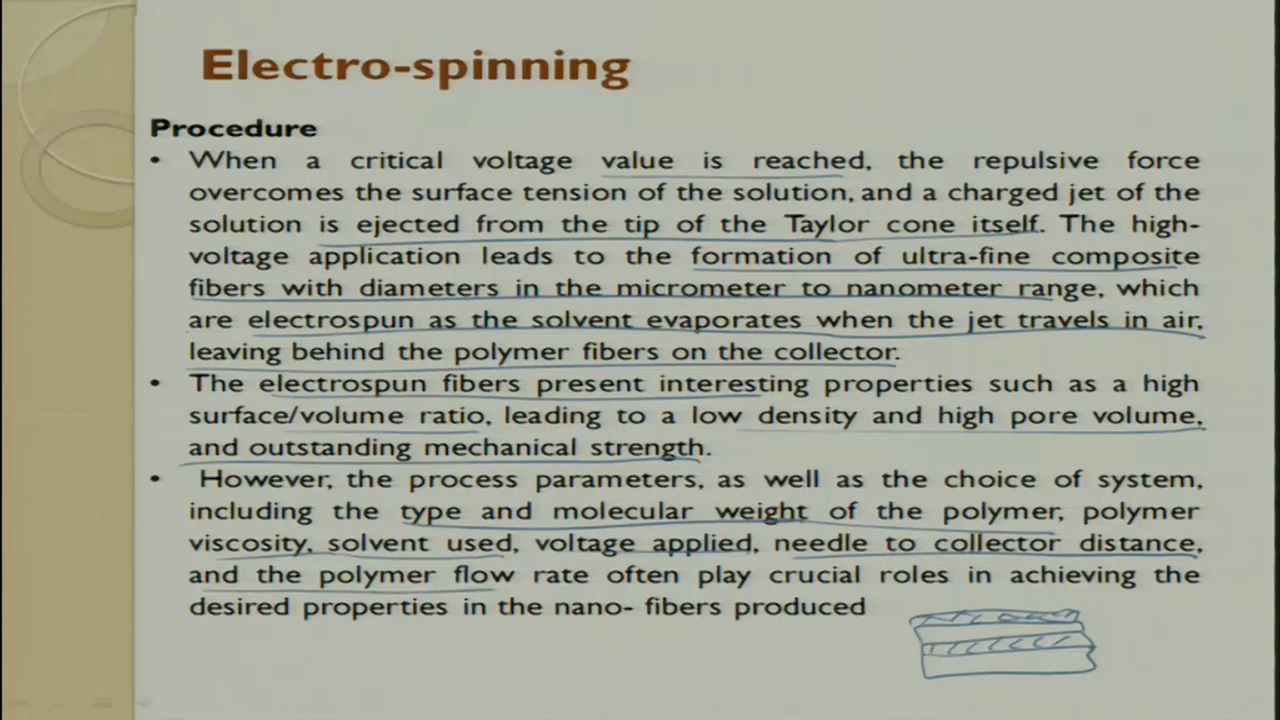 Electro-spinning
Procedure
• When a critical voltage value is reached, the repulsive force
overcomes the surface tension of the solution, and a charged jet of the
solution is ejected from the tip of the Taylor cone itself. The high-
voltage application leads to the formation of ultra-fine composite
fibers with diameters in the micrometer to nanometer range, which
are electrospun as the solvent evaporates when the jet travels in air,
leaving behind the polymer fibers on the collector.
• The electrospun fibers present interesting properties such as a high
surface/volume ratio, leading to a low density and high pore volume,
and outstanding mechanical strength.
• However, the process parameters, as well as the choice of system,
including the type and molecular weight of the polymer, polymer
viscosity, solvent used, voltage applied, needle to collector distance,
and the polymer flow rate often play crucial roles in achieving the
desired properties in the nano- fibers produced